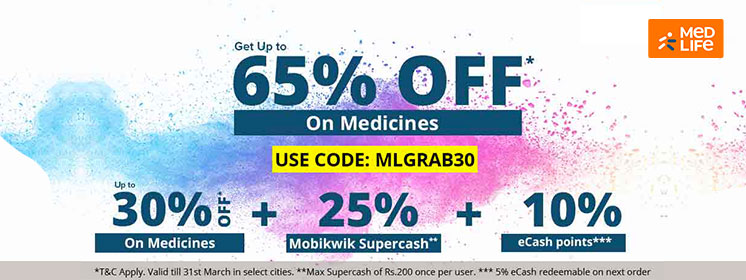 MED
LIFE
Get Up to
65% OFF*
On Medicines
USE CODE: MLGRAB30
Up to
30% OFF* + 25% + 10%
On Medicines Mobikwik Supercash** eCash points***
*T&C Apply. Valid till 31st March in select cities. **Max Supercash of Rs.200 once per user. *** 5% eCash redeemable on next order